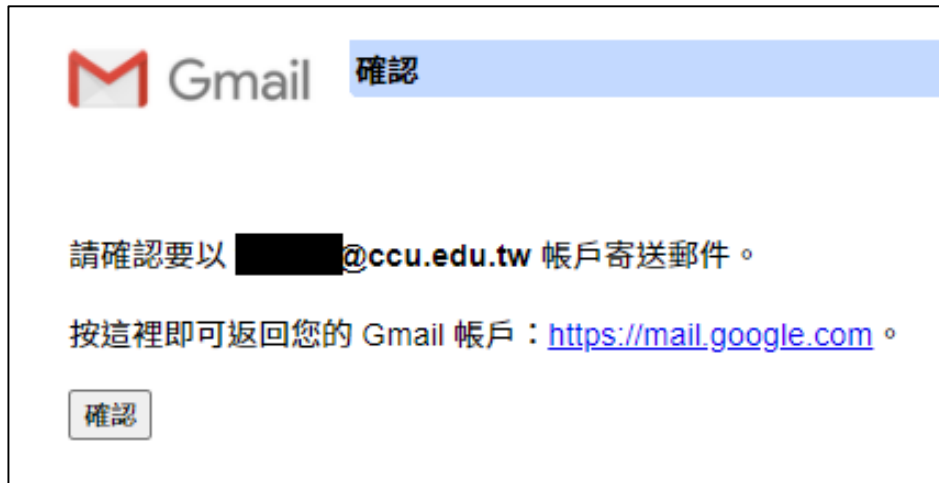 Gmail 確認
請確認要以 @ccu.edu.tw 帳戶寄送郵件。
按這裡即可返回您的 Gmail 帳戶：https://mail.google.com。
確認